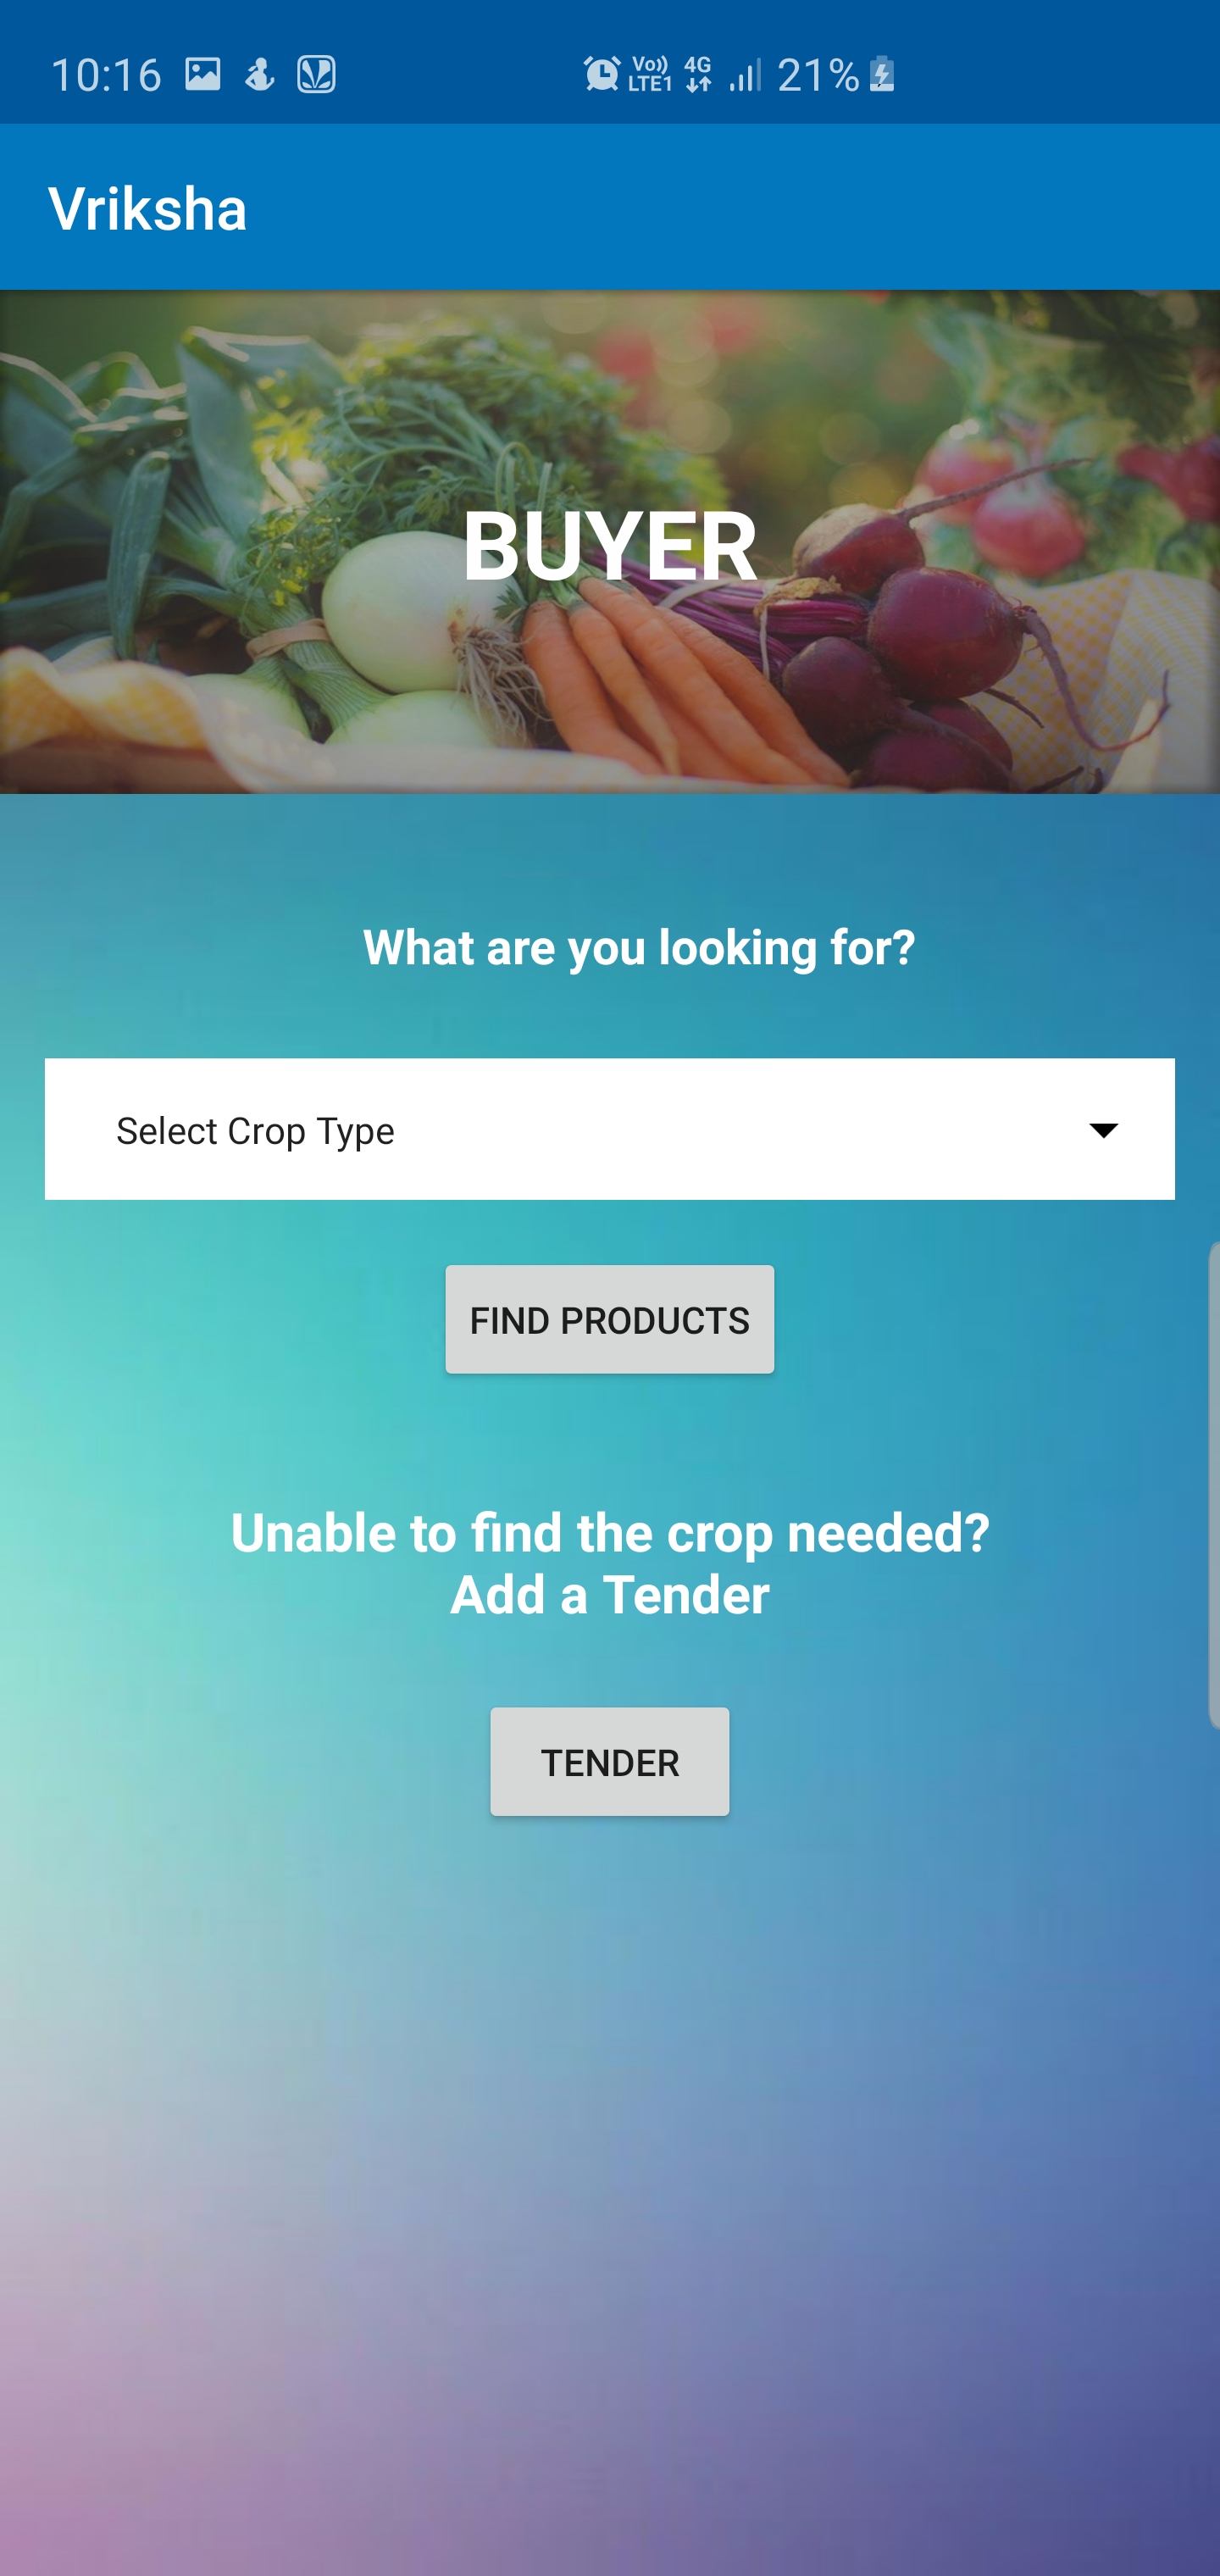 10:16 Vo)) LTE1 4G 21%
Vriksha
BUYER
What are you looking for?
Select Crop Type
FIND PRODUCTS
Unable to find the crop needed?
Add a Tender
TENDER